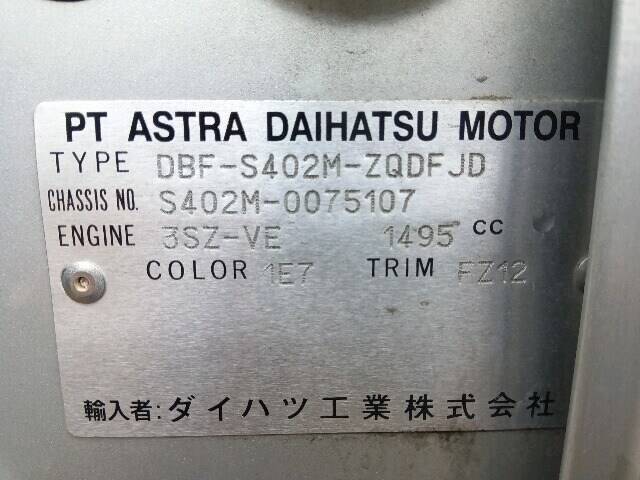 PT ASTRA DAIHATSU MOTOR
TYPE DBF-S402M-ZQDFJD
CHASSIS NO. S402M-0075107
ENGINE 3SZ-VE 1495 CC
COLOR 1E7 TRIM FZ12
輸入者: ダイハツ工業株式会社